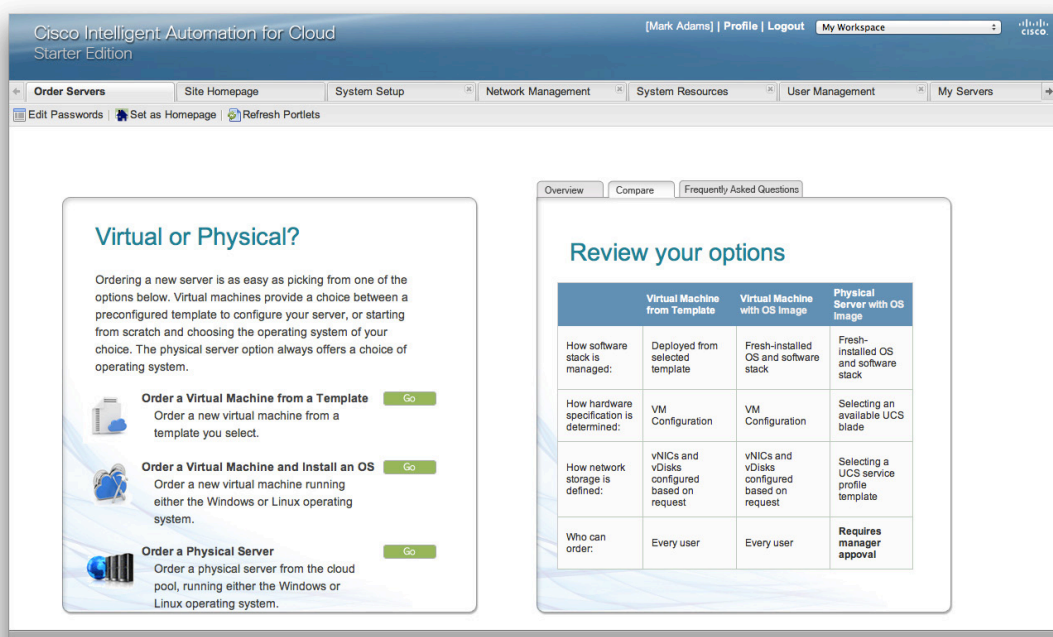 Cisco Intelligent Automation for Cloud
Starter Edition
[Mark Adams] | Profile | Logout
My Workspace
CISCO.
Order Servers
Site Homepage
System Setup
Network Management
System Resources
User Management
My Servers
Edit Passwords
Set as Homepage
Refresh Portlets
Virtual or Physical?
Ordering a new server is as easy as picking from one of the
options below. Virtual machines provide a choice between a
preconfigured template to configure your server, or starting
from scratch and choosing the operating system of your
choice. The physical server option always offers a choice of
operating system.
Order a Virtual Machine from a Template
Go
Order a new virtual machine from a
template you select.
Order a Virtual Machine and Install an OS
Go
Order a new virtual machine running
either the Windows or Linux operating
system.
Order a Physical Server
Go
Order a physical server from the cloud
pool, running either the Windows or
Linux operating system.
Overview
Compare
Frequently Asked Questions
Review your options
Virtual Machine
from Template
Virtual Machine
with OS Image
Physical
Server with OS
Image
How software
stack is
managed:
Deployed from
selected
template
Fresh-installed
OS and software
stack
Fresh-
installed OS
and software
stack
How hardware
specification is
determined:
VM
Configuration
VM
Configuration
Selecting an
available UCS
blade
How network
storage is
defined:
vNICs and
vDisks
configured
based on
request
vNICs and
vDisks
configured
based on
request
Selecting a
UCS service
profile
template
Who can
order:
Every user
Every user
Requires
manager
appoval